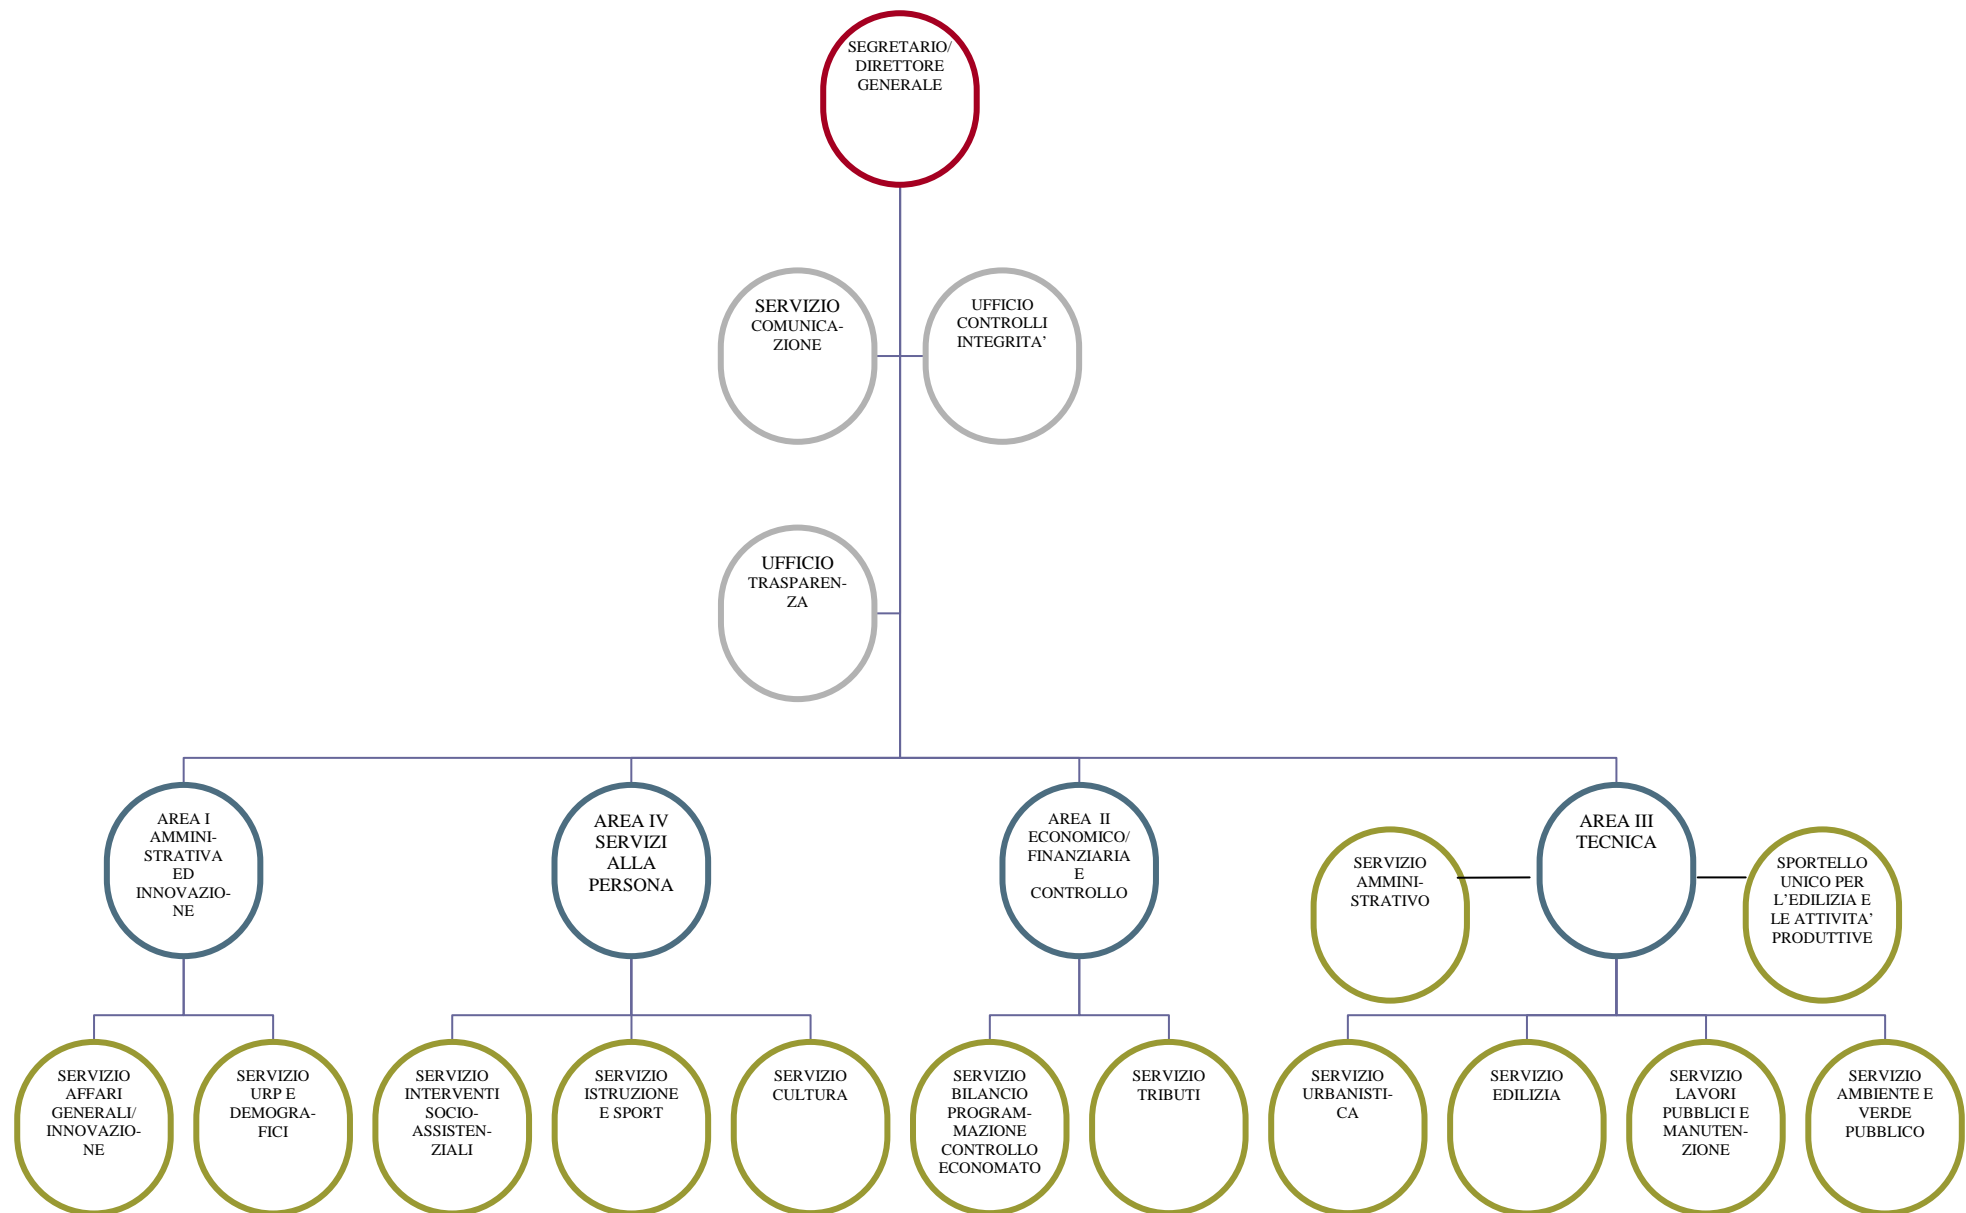 SEGRETARIO/
DIRETTORE
GENERALE
SERVIZIO
COMUNICA-
ZIONE
UFFICIO
CONTROLLI
INTEGRITA’
UFFICIO
TRASPAREN-
ZA
AREA I
AMMINI-
STRATIVA
ED
INNOVAZIO-
NE
AREA IV
SERVIZI
ALLA
PERSONA
AREA II
ECONOMICO/
FINANZIARIA
E
CONTROLLO
SERVIZIO
AMMINI-
STRATIVO
AREA III
TECNICA
SPORTELLO
UNICO PER
L’EDILIZIA E
LE ATTIVITA’
PRODUTTIVE
SERVIZIO
AFFARI
GENERALI/
INNOVAZIO-
NE
SERVIZIO
URP E
DEMOGRA-
FICI
SERVIZIO
INTERVENTI
SOCIO-
ASSISTEN-
ZIALI
SERVIZIO
ISTRUZIONE
E SPORT
SERVIZIO
CULTURA
SERVIZIO
BILANCIO
PROGRAM-
MAZIONE
CONTROLLO
ECONOMATO
SERVIZIO
TRIBUTI
SERVIZIO
URBANISTI-
CA
SERVIZIO
EDILIZIA
SERVIZIO
LAVORI
PUBBLICI E
MANUTEN-
ZIONE
SERVIZIO
AMBIENTE E
VERDE
PUBBLICO